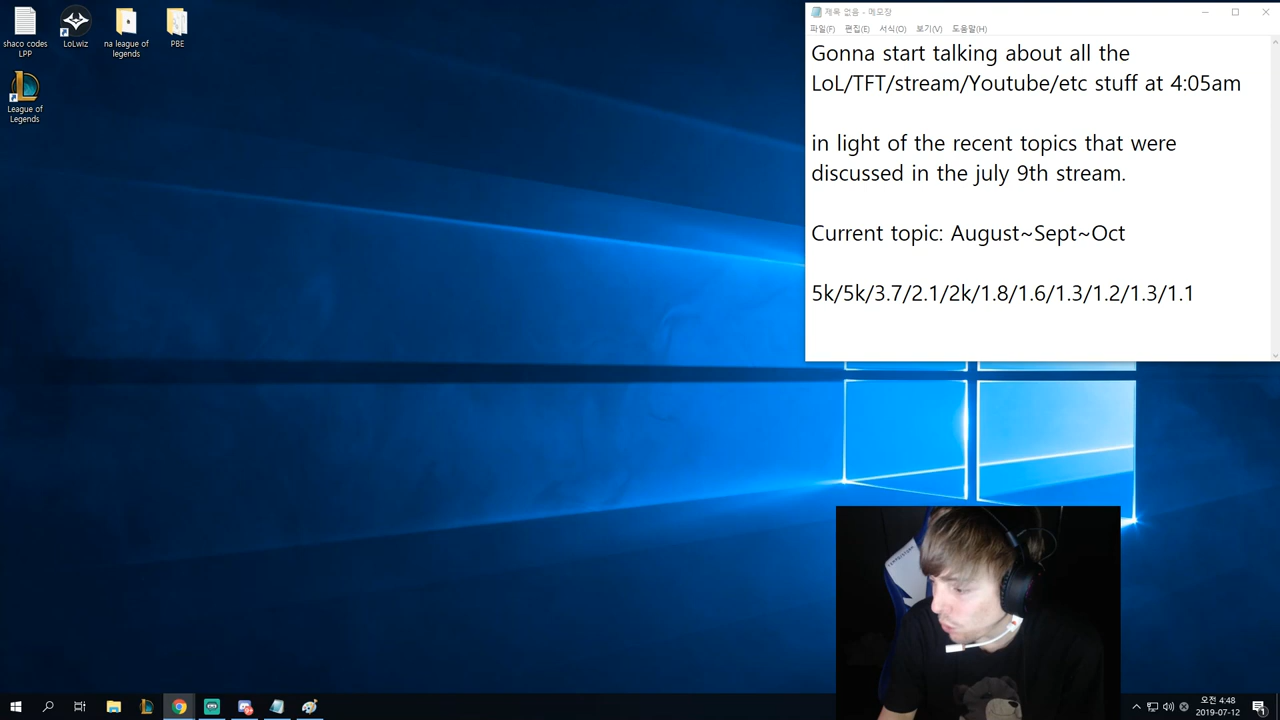 shaco codes
LPP
LoLwiz
na league of
legends
PBE
League of
Legends
제목 없음 - 메모장
파일(F) 편집(E) 서식(O) 보기(V) 도움말(H)
Gonna start talking about all the
LoL/TFT/stream/Youtube/etc stuff at 4:05am
in light of the recent topics that were
discussed in the july 9th stream.
Current topic: August~Sept~Oct
5k/5k/3.7/2.1/2k/1.8/1.6/1.3/1.2/1.3/1.1
오전 4:48
2019-07-12
1